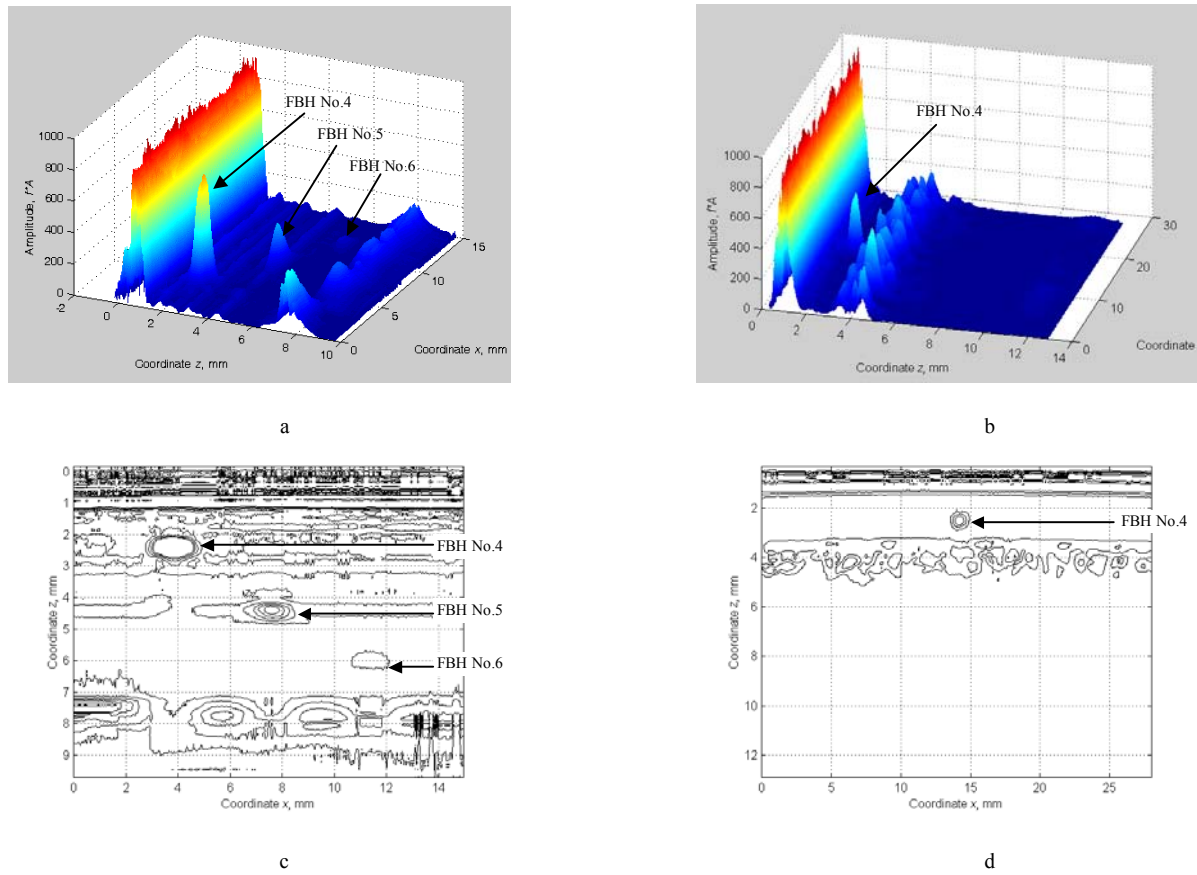 FBH No.4
FBH No.5
FBH No.6
1000
800
600
400
200
0
Amplitude, f*A
-2
0
2
4
6
8
10
Coordinate z, mm
0
5
10
15
Coordinate x, mm
a
FBH No.4
1000
800
600
400
200
0
Amplitude, f*A
0
2
4
6
8
10
12
14
Coordinate z, mm
0
10
20
30
Coordinate
b
0
1
2
3
4
5
6
7
8
9
Coordinate z, mm
0
2
4
6
8
10
12
14
Coordinate x, mm
FBH No.4
FBH No.5
FBH No.6
c
2
4
6
8
10
12
Coordinate z, mm
0
5
10
15
20
25
Coordinate x, mm
FBH No.4
d